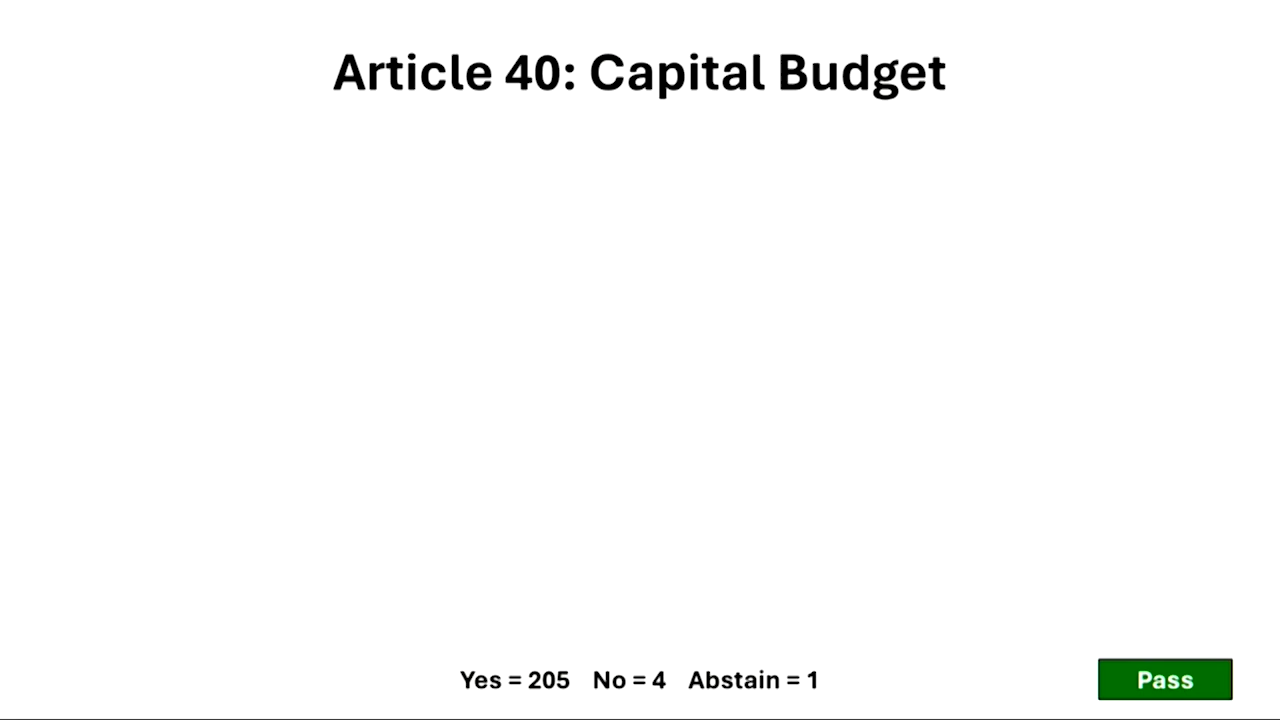 Article 40: Capital Budget
Yes = 205 No = 4 Abstain = 1
Pass